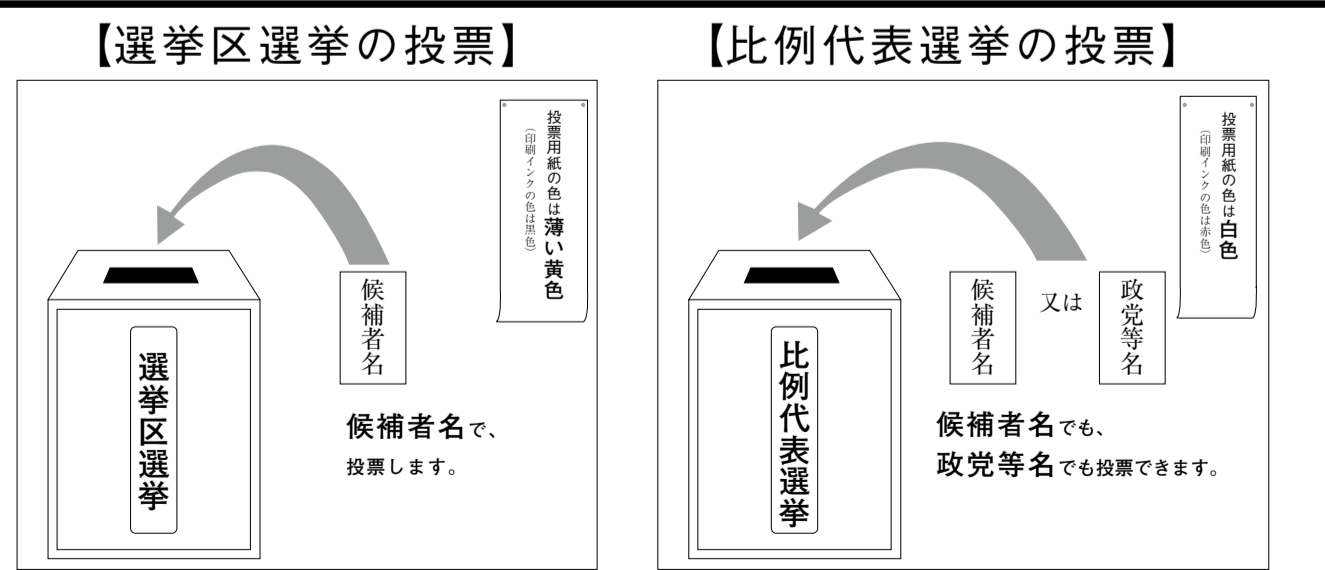 【選挙区選挙の投票】
投票用紙の色は薄い黄色
（印刷インクの色は黒色）
候補者名
選挙区選挙
候補者名で、
投票します。
【比例代表選挙の投票】
投票用紙の色は白色
（印刷インクの色は赤色）
候補者名
又は
政党等名
比例代表選挙
候補者名でも、
政党等名でも投票できます。